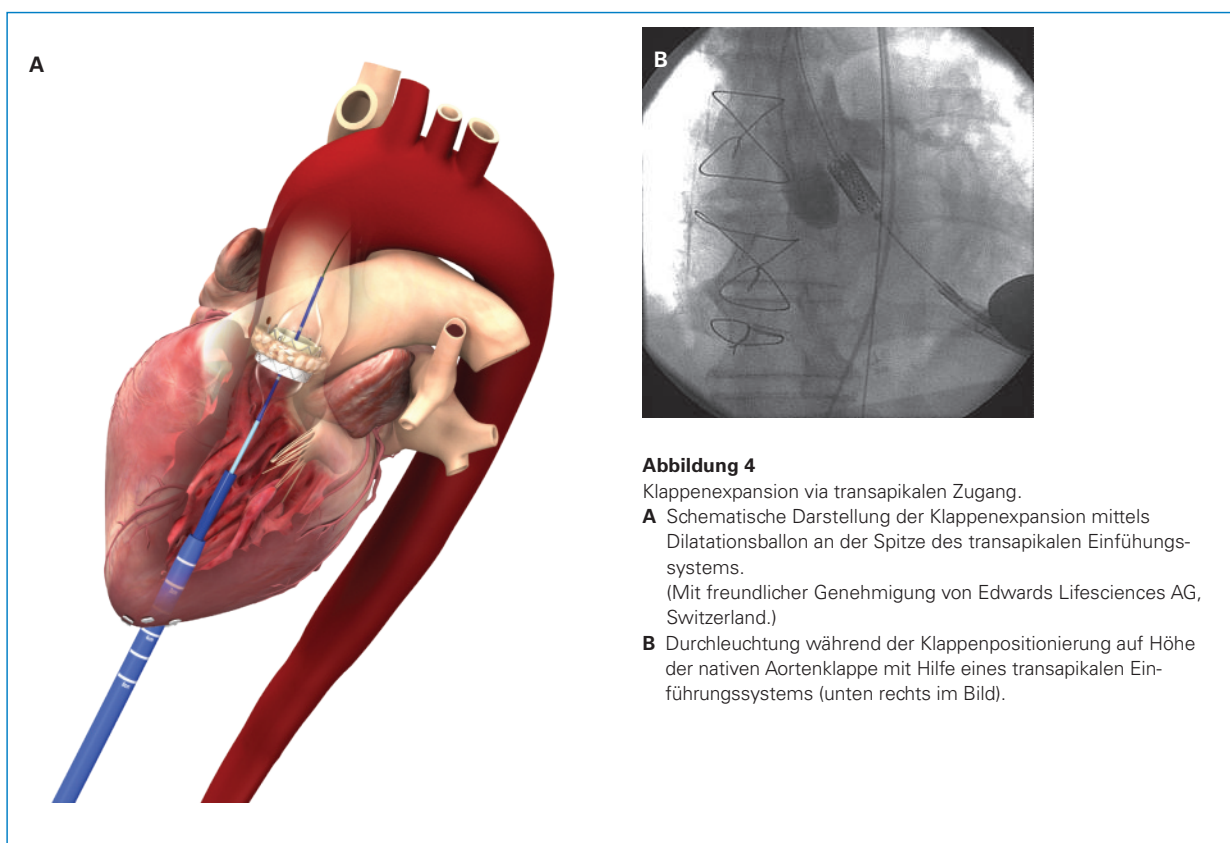 A
B
Abbildung 4
Klappenexpansion via transapikalen Zugang.
A Schematische Darstellung der Klappenexpansion mittels
Dilatationsballon an der Spitze des transapikalen Einfühungs-
systems.
(Mit freundlicher Genehmigung von Edwards Lifesciences AG,
Switzerland.)
B Durchleuchtung während der Klappenpositionierung auf Höhe
der nativen Aortenklappe mit Hilfe eines transapikalen Ein-
führungssystems (unten rechts im Bild).